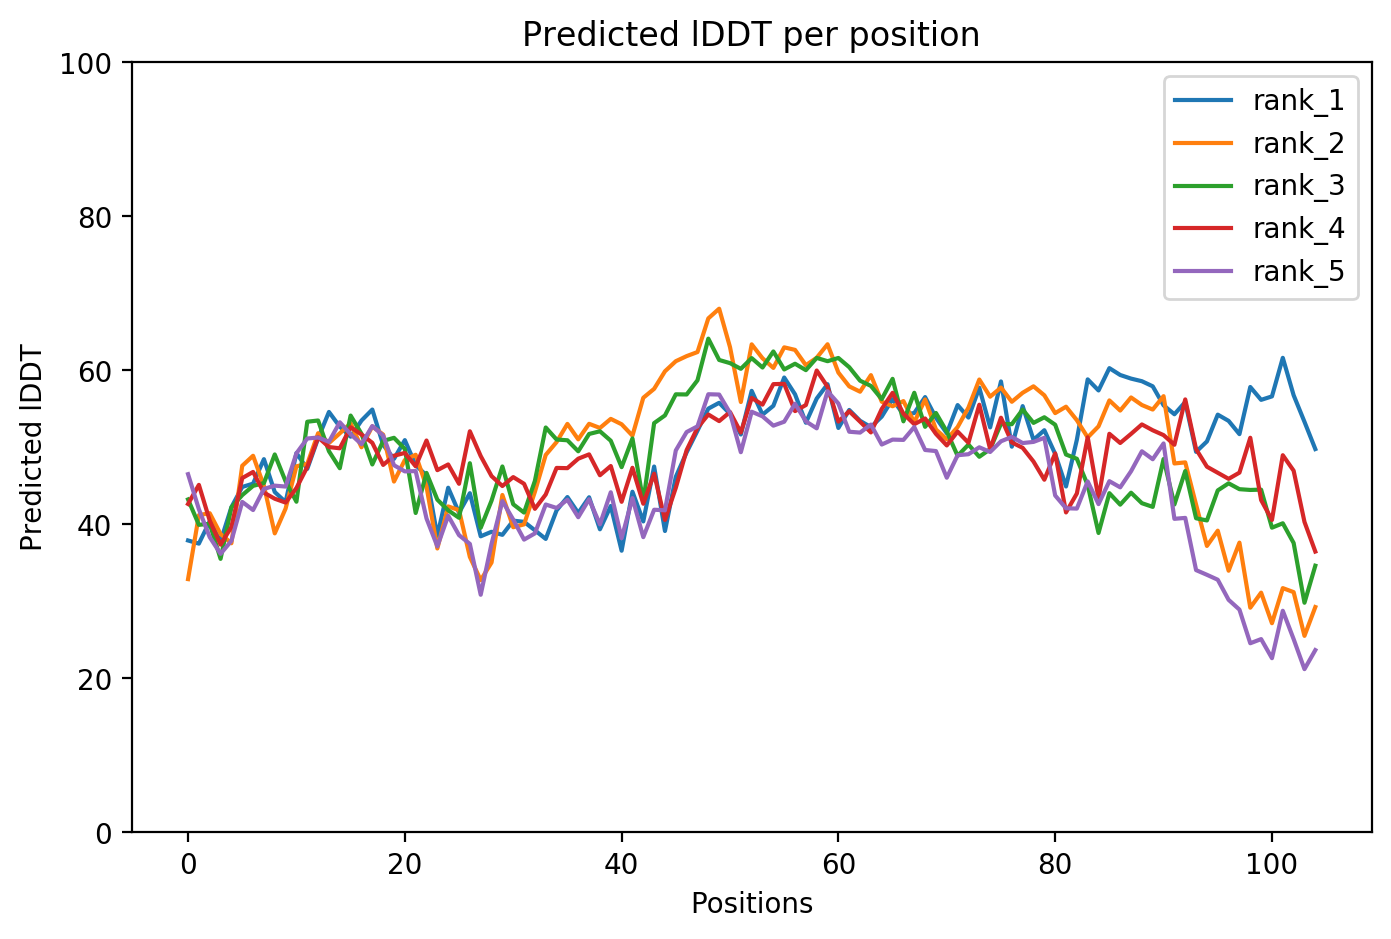 Predicted lDDT per position
100
80
60
40
20
0
Predicted lDDT
0 20 40 60 80 100
Positions
rank_1
rank_2
rank_3
rank_4
rank_5